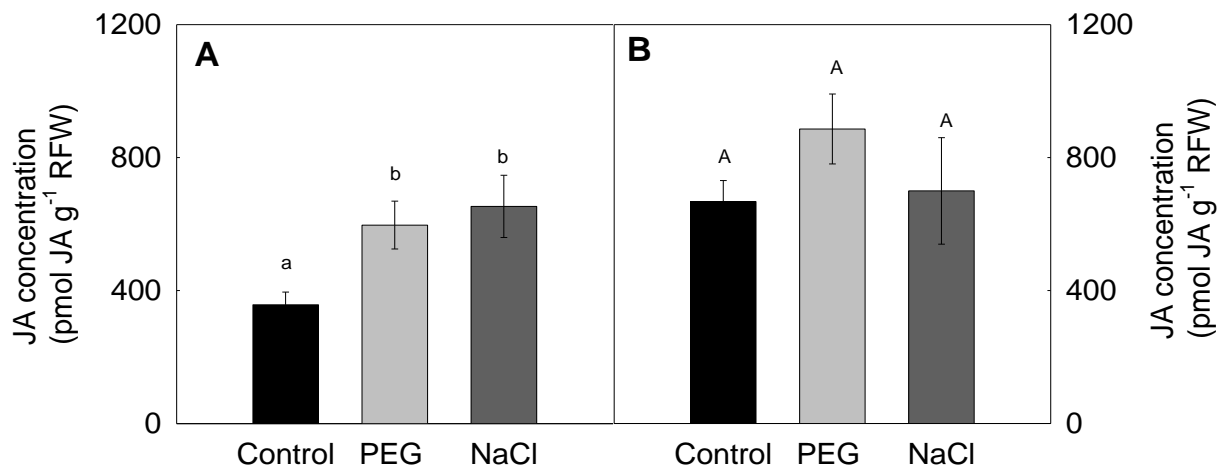 1200
1200
A
B
A
A
A
b
b
a
JA concentration
(pmol JA g⁻¹ RFW)
800
800
400
400
0
0
JA concentration
(pmol JA g⁻¹ RFW)
Control PEG NaCl
Control PEG NaCl